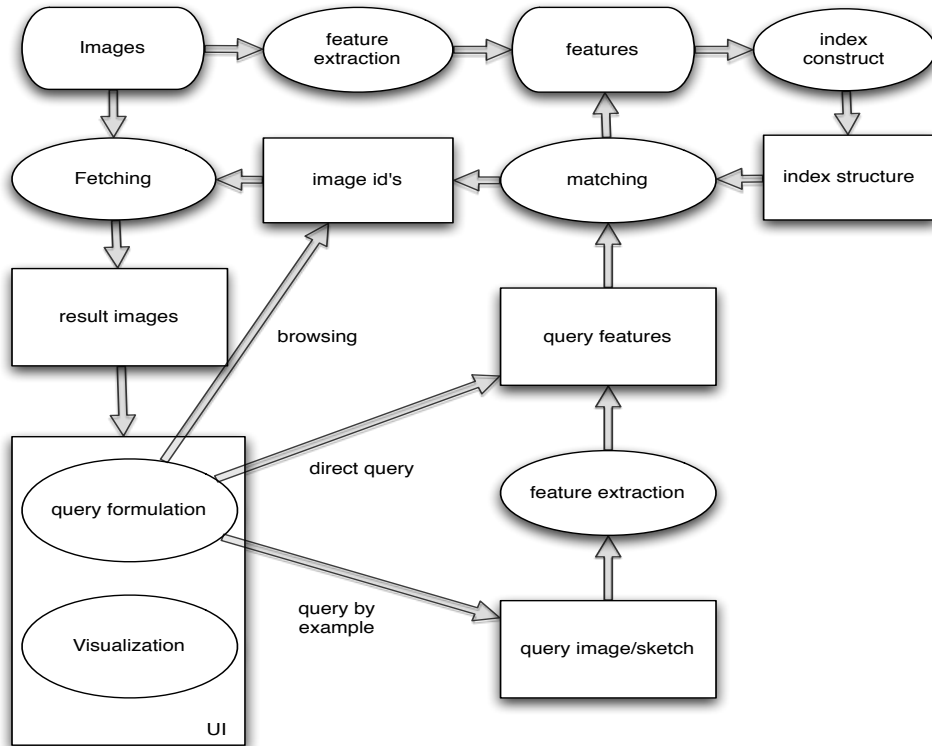 Images
feature
extraction
features
index
construct
Fetching
image id's
matching
index structure
result images
browsing
query features
direct query
query formulation
feature extraction
query by
example
Visualization
query image/sketch
UI